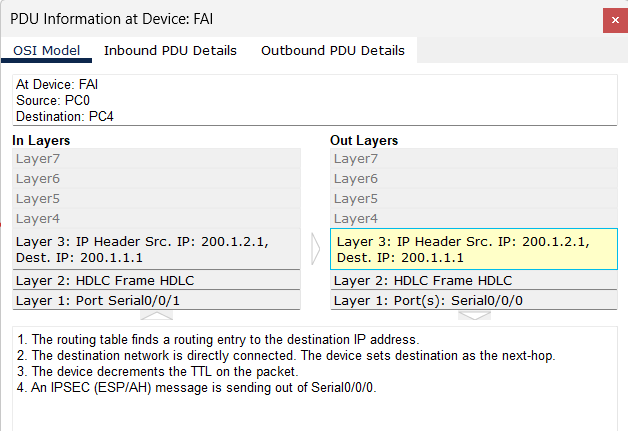 PDU Information at Device: FAI
OSI Model Inbound PDU Details Outbound PDU Details
At Device: FAI
Source: PC0
Destination: PC4
In Layers
Layer7
Layer6
Layer5
Layer4
Layer 3: IP Header Src. IP: 200.1.2.1,
Dest. IP: 200.1.1.1
Layer 2: HDLC Frame HDLC
Layer 1: Port Serial0/0/1
Out Layers
Layer7
Layer6
Layer5
Layer4
Layer 3: IP Header Src. IP: 200.1.2.1,
Dest. IP: 200.1.1.1
Layer 2: HDLC Frame HDLC
Layer 1: Port(s): Serial0/0/0
1. The routing table finds a routing entry to the destination IP address.
2. The destination network is directly connected. The device sets destination as the next-hop.
3. The device decrements the TTL on the packet.
4. An IPSEC (ESP/AH) message is sending out of Serial0/0/0.